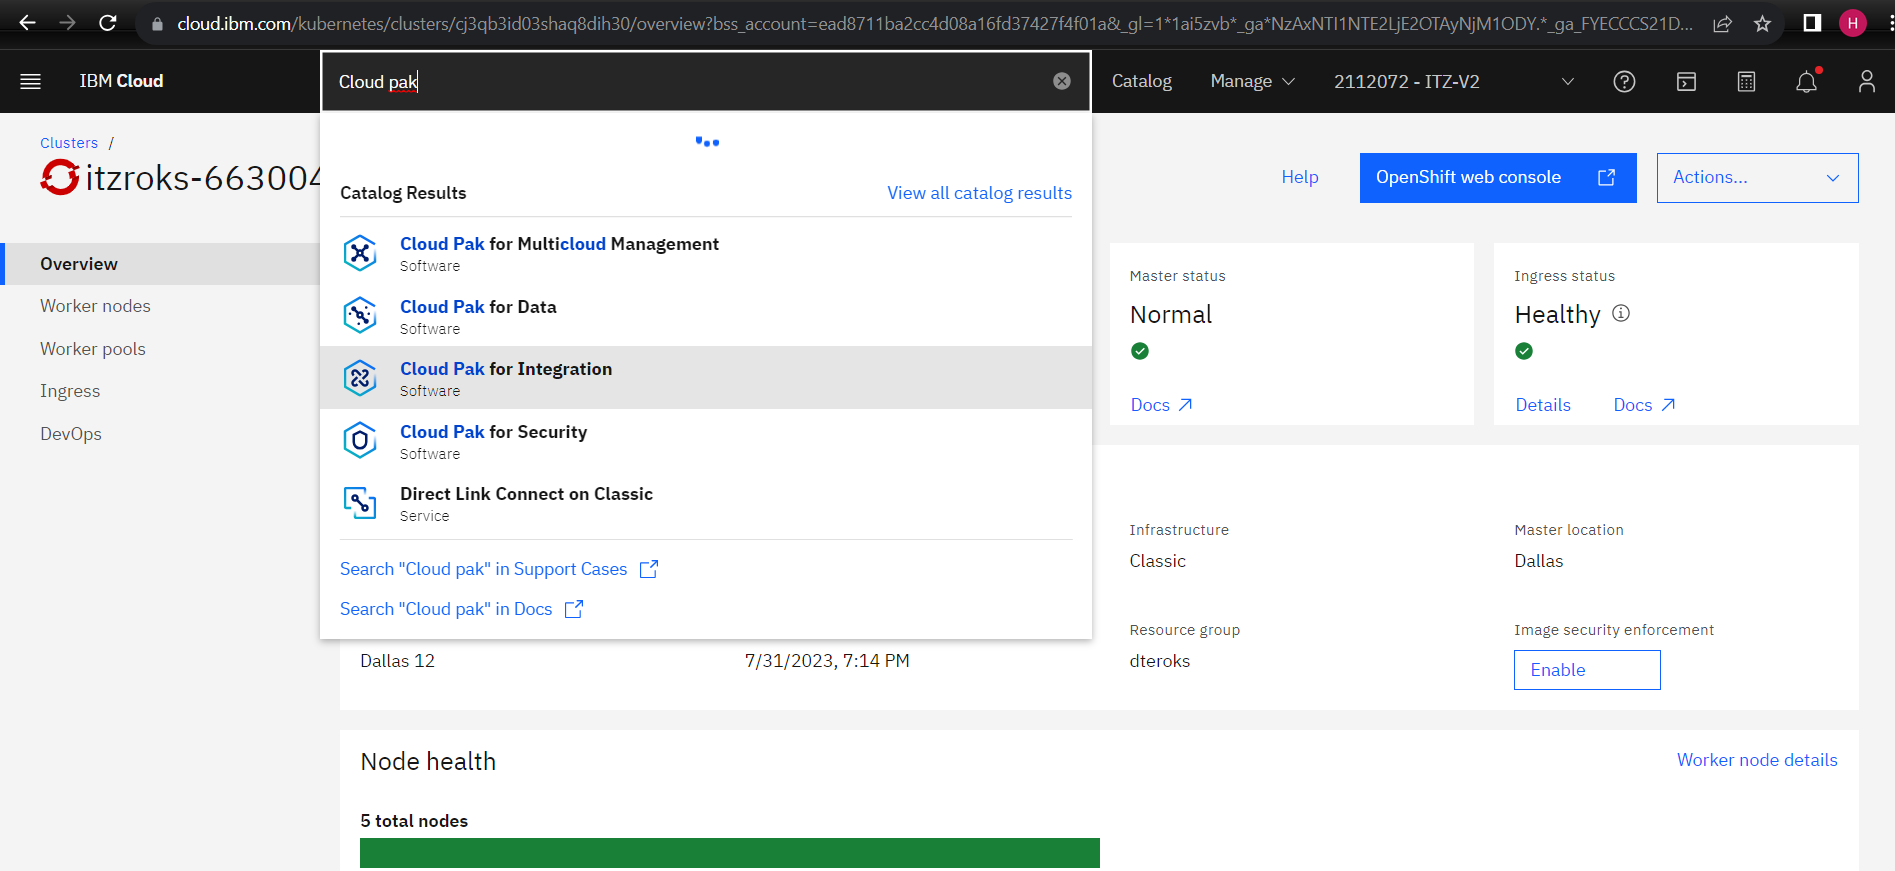 cloud.ibm.com/kubernetes/clusters/cj3qb3id03shaq8dih30/overview?bss_account=ead8711ba2cc4d08a16fd37427f4f01a&_gl=1*1ai5zvb*_ga*NzAxNTI1NTE2LjE2OTAyNjM1ODY.*_ga_FYECCCS21D...
H
IBM Cloud
Cloud pak
Catalog
Manage
2112072 - ITZ-V2
Clusters /
itzroks-663004
Help
OpenShift web console
Actions...
Overview
Worker nodes
Worker pools
Ingress
DevOps
Catalog Results
View all catalog results
Cloud Pak for Multicloud Management
Software
Cloud Pak for Data
Software
Cloud Pak for Integration
Software
Cloud Pak for Security
Software
Direct Link Connect on Classic
Service
Search "Cloud pak" in Support Cases
Search "Cloud pak" in Docs
Master status
Normal
Docs
Ingress status
Healthy
Details
Docs
Infrastructure
Classic
Master location
Dallas
Dallas 12
7/31/2023, 7:14 PM
Resource group
dteroks
Image security enforcement
Enable
Node health
Worker node details
5 total nodes